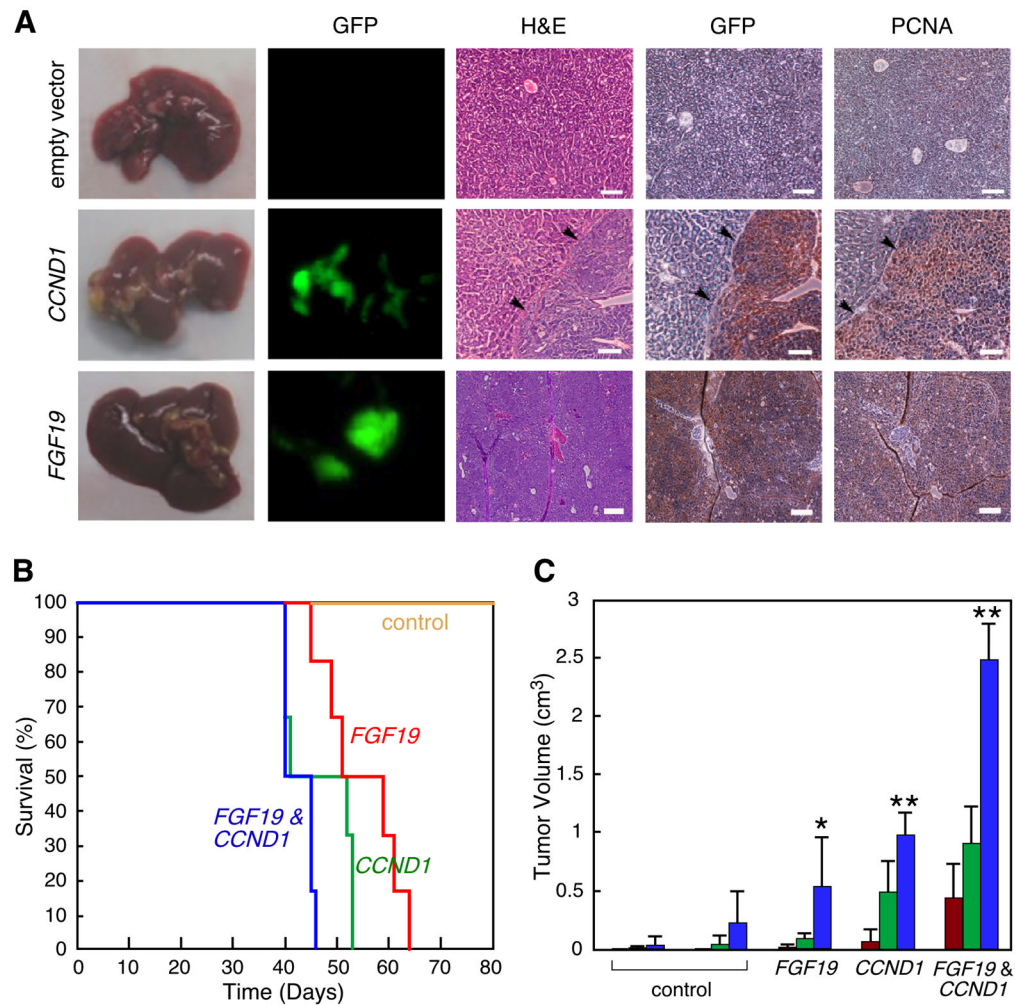 A
GFP
H&E
GFP
PCNA
empty vector
CCND1
FGF19
B
100
90
80
70
60
50
40
30
20
10
0
Survival (%)
control
FGF19
FGF19 &
CCND1
CCND1
0 10 20 30 40 50 60 70 80
Time (Days)
C
3
2.5
2
1.5
1
0.5
0
Tumor Volume (cm³)
*
**
**
control
FGF19
CCND1
FGF19 &
CCND1